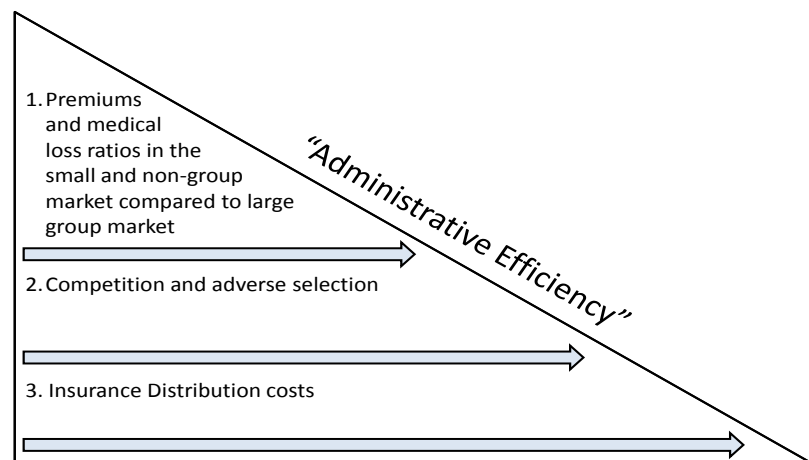 1. Premiums
and medical
loss ratios in the
small and non-group
market compared to large
group market
“Administrative Efficiency”
2. Competition and adverse selection
3. Insurance Distribution costs